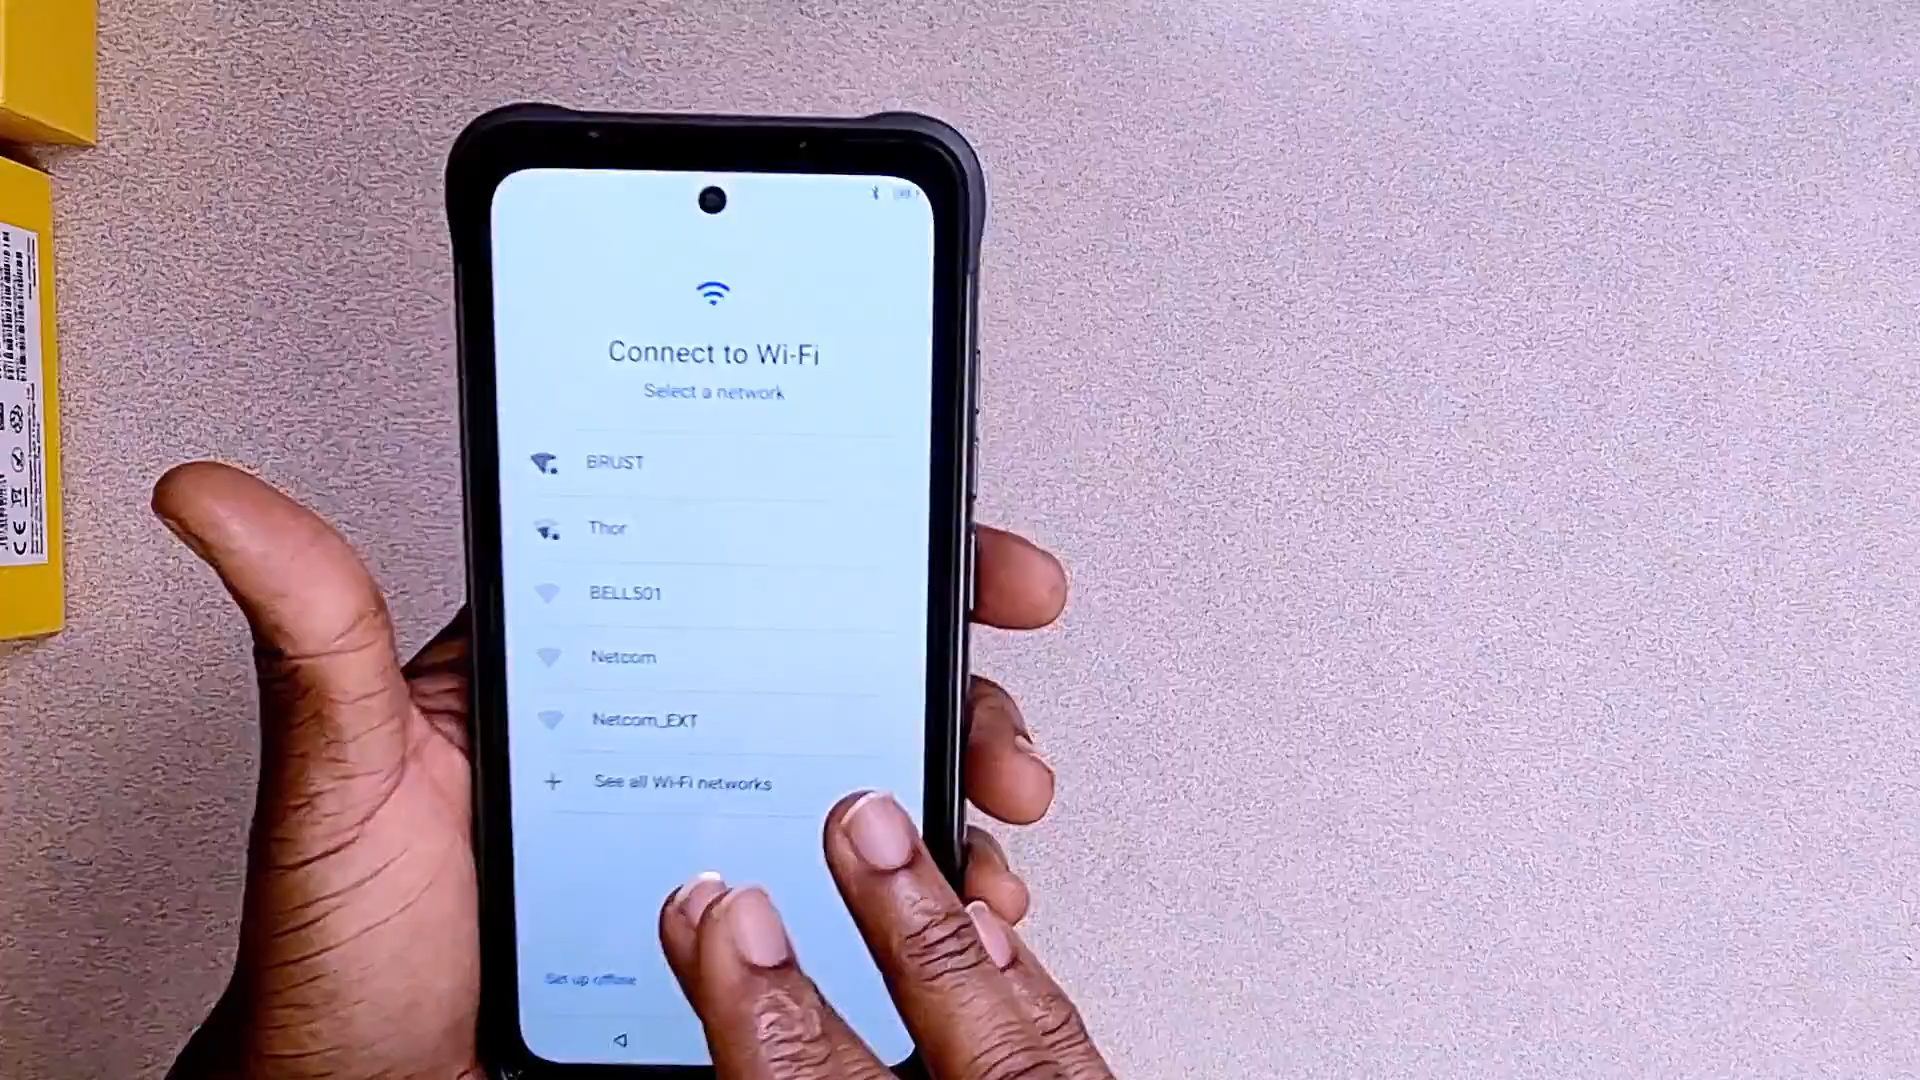 Connect to Wi-Fi
Select a network
BRUST
Thor
BELL501
Netcom
Netcom_EXT
See all Wi-Fi networks
Set up offline
CE